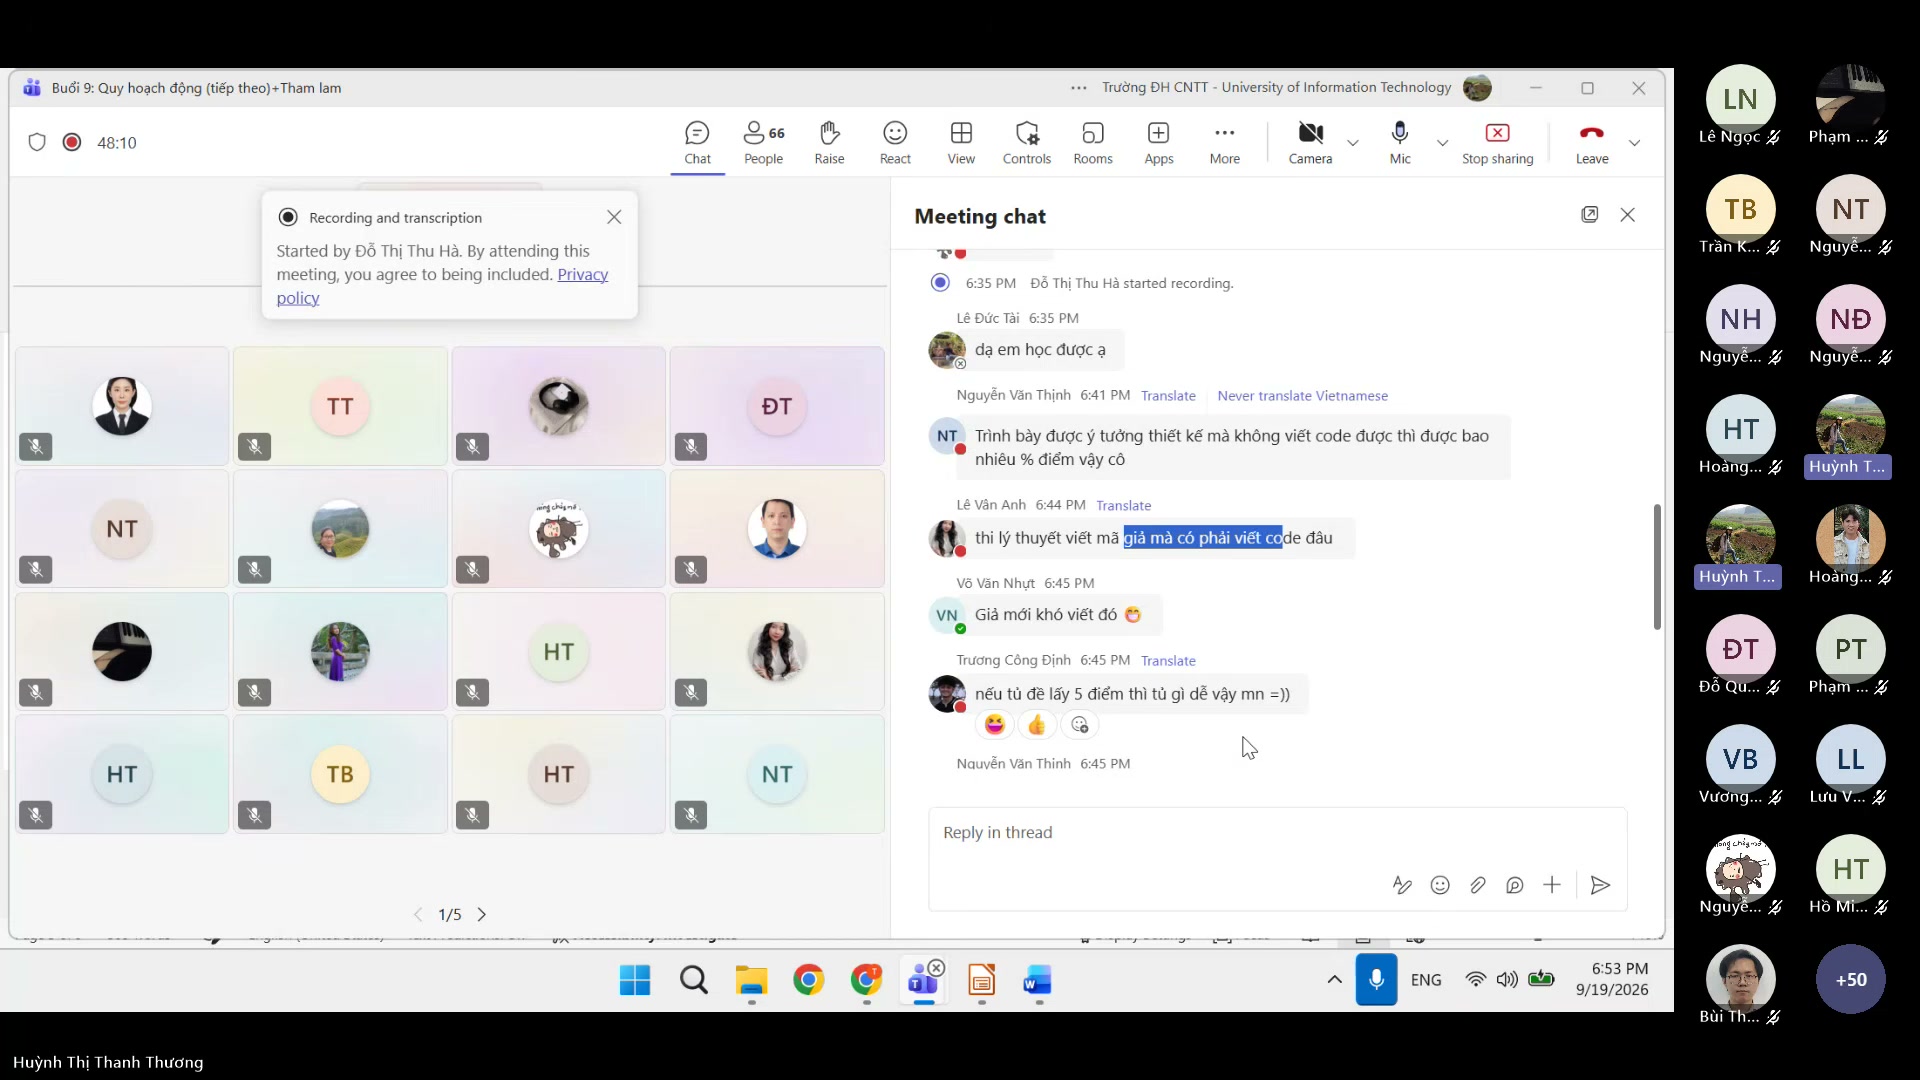 Buổi 9: Quy hoạch động (tiếp theo)+Tham lam
Trường ĐH CNTT - University of Information Technology
48:10
Chat
66
People
Raise
React
View
Controls
Rooms
Apps
More
Camera
Mic
Stop sharing
Leave
Recording and transcription
Started by Đỗ Thị Thu Hà. By attending this
meeting, you agree to being included. Privacy
policy
TT
ĐT
NT
HT
HT
TB
HT
NT
1/5
Meeting chat
6:35 PM Đỗ Thị Thu Hà started recording.
Lê Đức Tài 6:35 PM
dạ em học được ạ
Nguyễn Văn Thịnh 6:41 PM Translate Never translate Vietnamese
NT
Trình bày được ý tưởng thiết kế mà không viết code được thì được bao
nhiêu % điểm vậy cô
Lê Vân Anh 6:44 PM Translate
thi lý thuyết viết mã giả mà có phải viết code đâu
Võ Văn Nhựt 6:45 PM
VN
Giả mới khó viết đó
Trương Công Định 6:45 PM Translate
nếu tủ đề lấy 5 điểm thì tủ gì dễ vậy mn =))
Nguyễn Văn Thịnh 6:45 PM
Reply in thread
ENG
6:53 PM
9/19/2026
LN
Lê Ngọc
Phạm ...
TB
Trần K...
NT
Nguyễ...
NH
Nguyễ...
NĐ
Nguyễ...
HT
Hoàng...
Huỳnh T...
Huỳnh T...
Hoàng...
ĐT
Đỗ Qu...
PT
Phạm ...
VB
Vương...
LL
Lưu V...
Nguyễ...
HT
Hồ Mi...
Bùi Th...
+50
Huỳnh Thị Thanh Thương